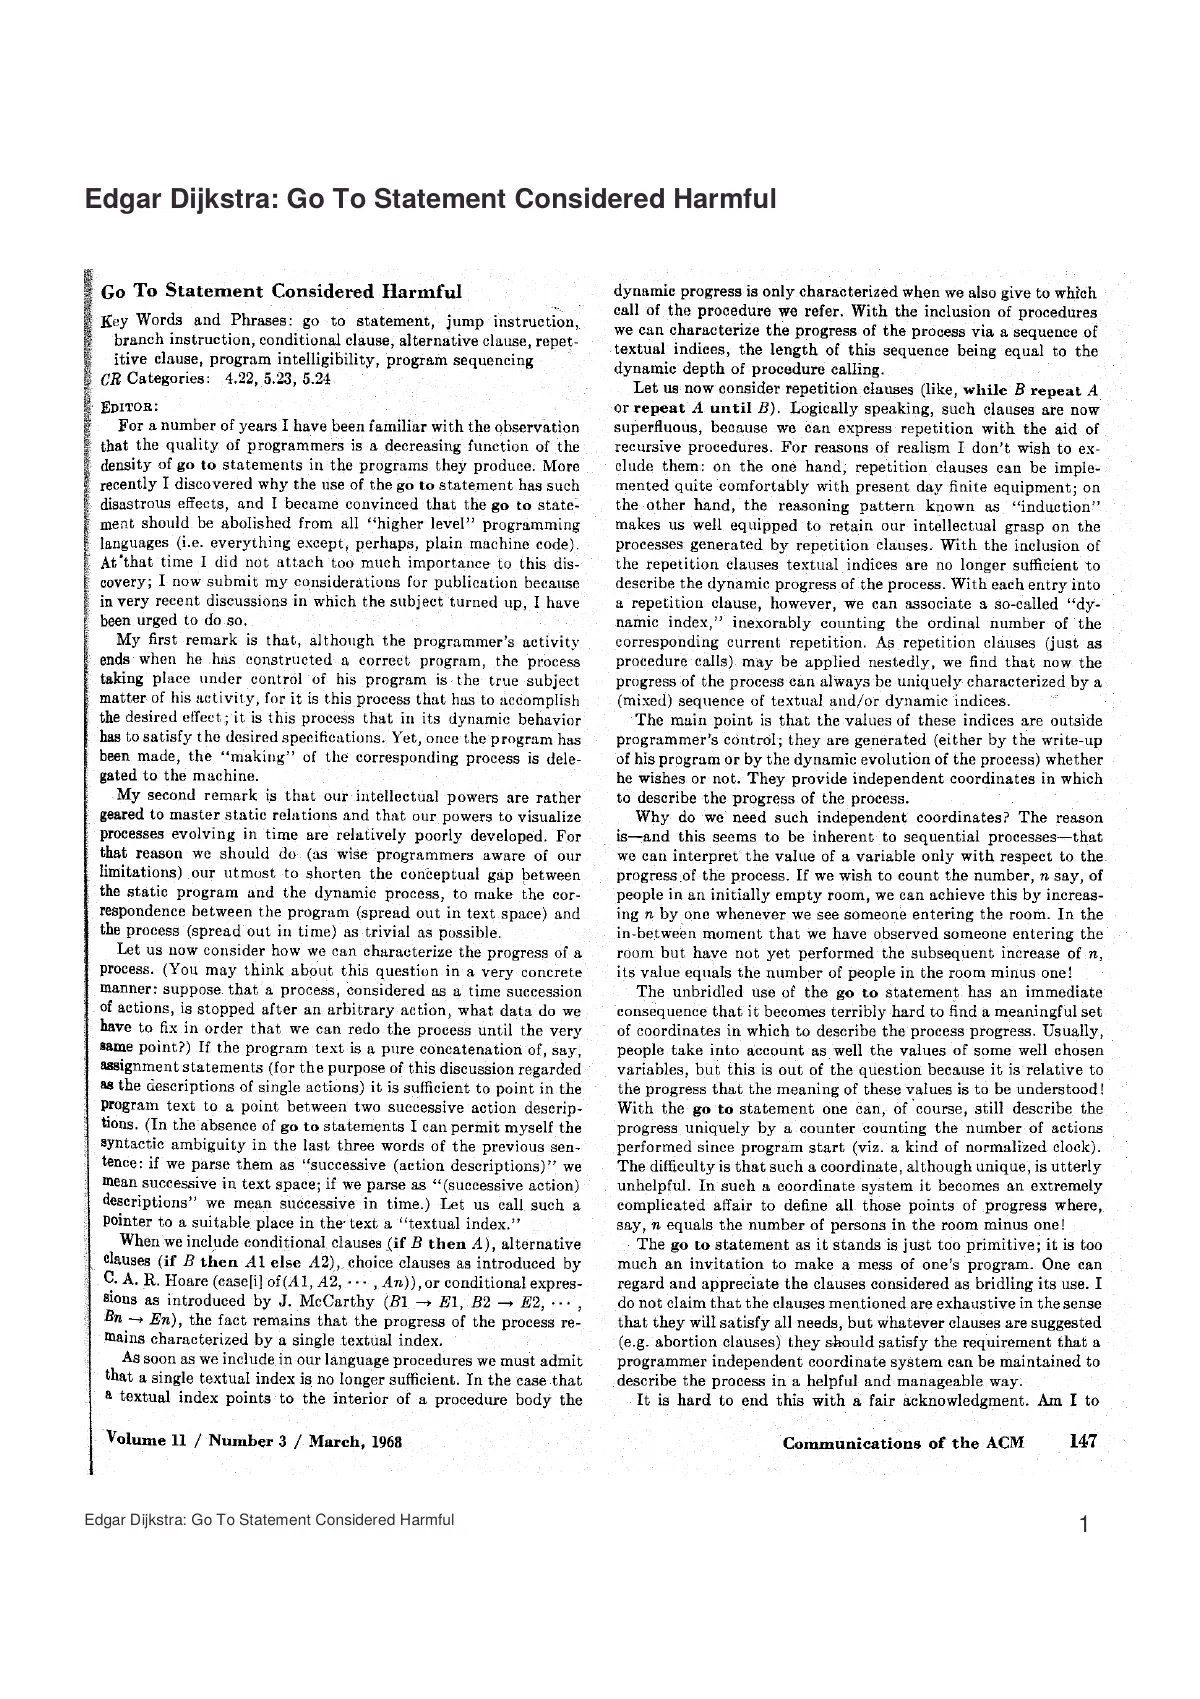 Edgar Dijkstra: Go To Statement Considered Harmful
Go To Statement Considered Harmful
Key Words and Phrases: go to statement, jump instruction,
branch instruction, conditional clause, alternative clause, repet-
itive clause, program intelligibility, program sequencing
CR Categories: 4.22, 5.23, 5.24
EDITOR:
For a number of years I have been familiar with the observation
that the quality of programmers is a decreasing function of the
density of go to statements in the programs they produce. More
recently I discovered why the use of the go to statement has such
disastrous effects, and I became convinced that the go to state-
ment should be abolished from all “higher level” programming
languages (i.e. everything except, perhaps, plain machine code).
At that time I did not attach too much importance to this dis-
covery; I now submit my considerations for publication because
in very recent discussions in which the subject turned up, I have
been urged to do so.
My first remark is that, although the programmer's activity
ends when he has constructed a correct program, the process
taking place under control of his program is the true subject
matter of his activity, for it is this process that has to accomplish
the desired effect; it is this process that in its dynamic behavior
has to satisfy the desired specifications. Yet, once the program has
been made, the “making” of the corresponding process is dele-
gated to the machine.
My second remark is that our intellectual powers are rather
geared to master static relations and that our powers to visualize
processes evolving in time are relatively poorly developed. For
that reason we should do (as wise programmers aware of our
limitations) our utmost to shorten the conceptual gap between
the static program and the dynamic process, to make the cor-
respondence between the program (spread out in text space) and
the process (spread out in time) as trivial as possible.
Let us now consider how we can characterize the progress of a
process. (You may think about this question in a very concrete
manner: suppose that a process, considered as a time succession
of actions, is stopped after an arbitrary action, what data do we
have to fix in order that we can redo the process until the very
same point?) If the program text is a pure concatenation of, say,
assignment statements (for the purpose of this discussion regarded
as the descriptions of single actions) it is sufficient to point in the
program text to a point between two successive action descrip-
tions. (In the absence of go to statements I can permit myself the
syntactic ambiguity in the last three words of the previous sen-
tence: if we parse them as “successive (action descriptions)” we
mean successive in text space; if we parse as “(successive action)
descriptions” we mean successive in time.) Let us call such a
pointer to a suitable place in the text a “textual index.”
When we include conditional clauses (if B then A), alternative
clauses (if B then A1 else A2), choice clauses as introduced by
C. A. R. Hoare (case[i] of(A1, A2, ··· , An)), or conditional expres-
sions as introduced by J. McCarthy (B1 → E1, B2 → E2, ··· ,
Bn → En), the fact remains that the progress of the process re-
mains characterized by a single textual index.
As soon as we include in our language procedures we must admit
that a single textual index is no longer sufficient. In the case that
a textual index points to the interior of a procedure body the
dynamic progress is only characterized when we also give to which
call of the procedure we refer. With the inclusion of procedures
we can characterize the progress of the process via a sequence of
textual indices, the length of this sequence being equal to the
dynamic depth of procedure calling.
Let us now consider repetition clauses (like, while B repeat A
or repeat A until B). Logically speaking, such clauses are now
superfluous, because we can express repetition with the aid of
recursive procedures. For reasons of realism I don't wish to ex-
clude them: on the one hand, repetition clauses can be imple-
mented quite comfortably with present day finite equipment; on
the other hand, the reasoning pattern known as “induction”
makes us well equipped to retain our intellectual grasp on the
processes generated by repetition clauses. With the inclusion of
the repetition clauses textual indices are no longer sufficient to
describe the dynamic progress of the process. With each entry into
a repetition clause, however, we can associate a so-called “dy-
namic index,” inexorably counting the ordinal number of the
corresponding current repetition. As repetition clauses (just as
procedure calls) may be applied nestedly, we find that now the
progress of the process can always be uniquely characterized by a
(mixed) sequence of textual and/or dynamic indices.
The main point is that the values of these indices are outside
programmer's control; they are generated (either by the write-up
of his program or by the dynamic evolution of the process) whether
he wishes or not. They provide independent coordinates in which
to describe the progress of the process.
Why do we need such independent coordinates? The reason
is—and this seems to be inherent to sequential processes—that
we can interpret the value of a variable only with respect to the
progress of the process. If we wish to count the number, n say, of
people in an initially empty room, we can achieve this by increas-
ing n by one whenever we see someone entering the room. In the
in-between moment that we have observed someone entering the
room but have not yet performed the subsequent increase of n,
its value equals the number of people in the room minus one!
The unbridled use of the go to statement has an immediate
consequence that it becomes terribly hard to find a meaningful set
of coordinates in which to describe the process progress. Usually,
people take into account as well the values of some well chosen
variables, but this is out of the question because it is relative to
the progress that the meaning of these values is to be understood!
With the go to statement one can, of course, still describe the
progress uniquely by a counter counting the number of actions
performed since program start (viz. a kind of normalized clock).
The difficulty is that such a coordinate, although unique, is utterly
unhelpful. In such a coordinate system it becomes an extremely
complicated affair to define all those points of progress where,
say, n equals the number of persons in the room minus one!
The go to statement as it stands is just too primitive; it is too
much an invitation to make a mess of one's program. One can
regard and appreciate the clauses considered as bridling its use. I
do not claim that the clauses mentioned are exhaustive in the sense
that they will satisfy all needs, but whatever clauses are suggested
(e.g. abortion clauses) they should satisfy the requirement that a
programmer independent coordinate system can be maintained to
describe the process in a helpful and manageable way.
It is hard to end this with a fair acknowledgment. Am I to
Volume 11 / Number 3 / March, 1968
Communications of the ACM 147
Edgar Dijkstra: Go To Statement Considered Harmful
1